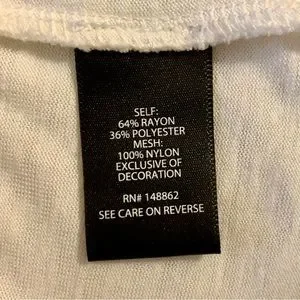 SELF:
64% RAYON
36% POLYESTER
MESH:
100% NYLON
EXCLUSIVE OF
DECORATION
RN# 148862
SEE CARE ON REVERSE